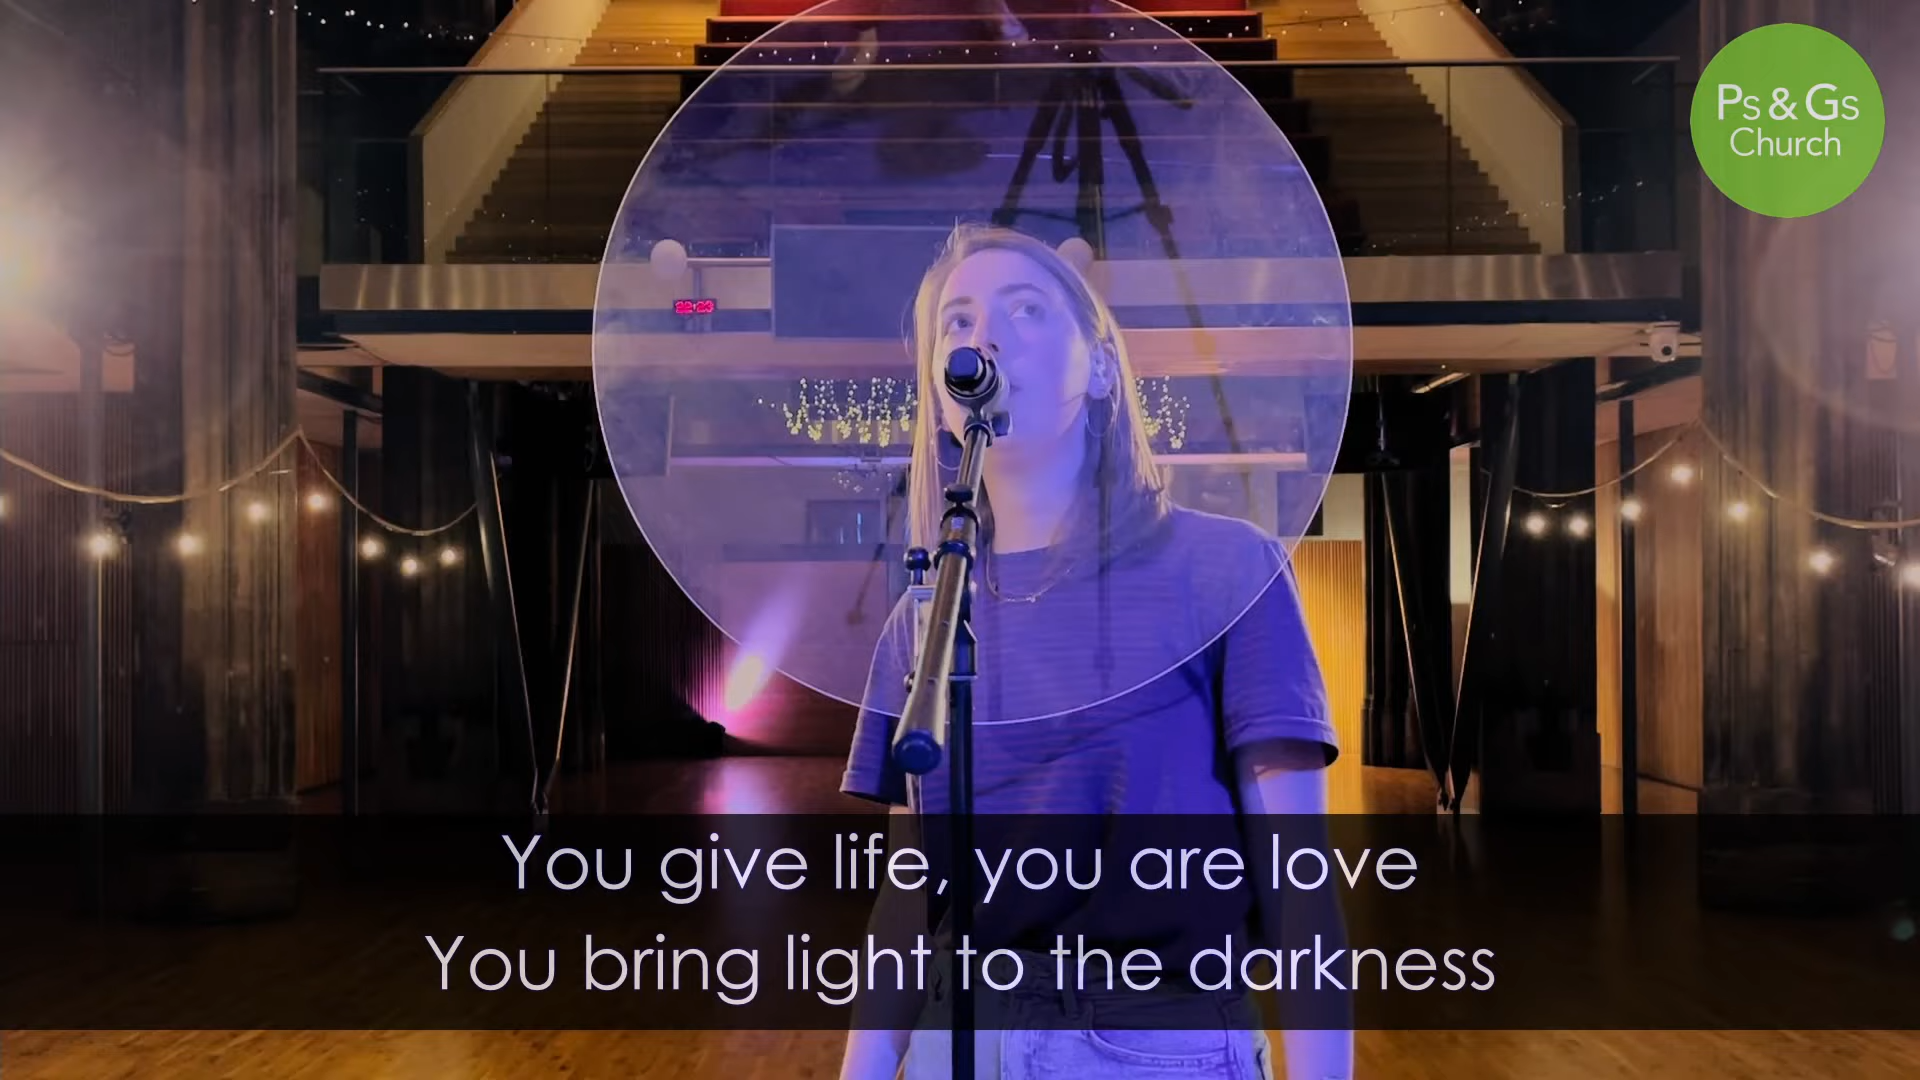 Ps & Gs
Church
You give life, you are love
You bring light to the darkness